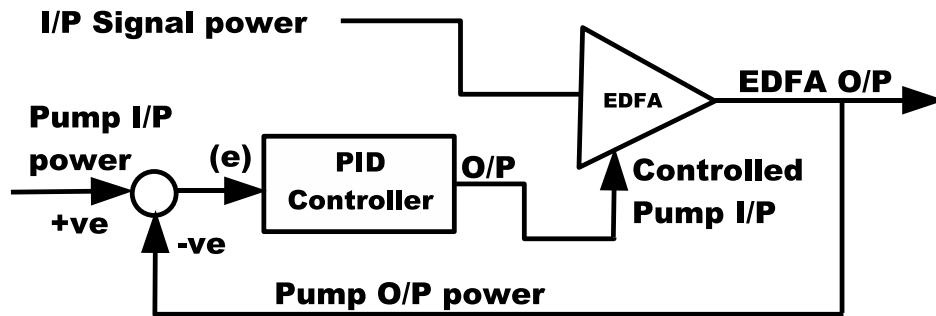 I/P Signal power
EDFA O/P
EDFA
Pump I/P
power
(e)
PID
Controller
O/P
Controlled
Pump I/P
+ve
-ve
Pump O/P power